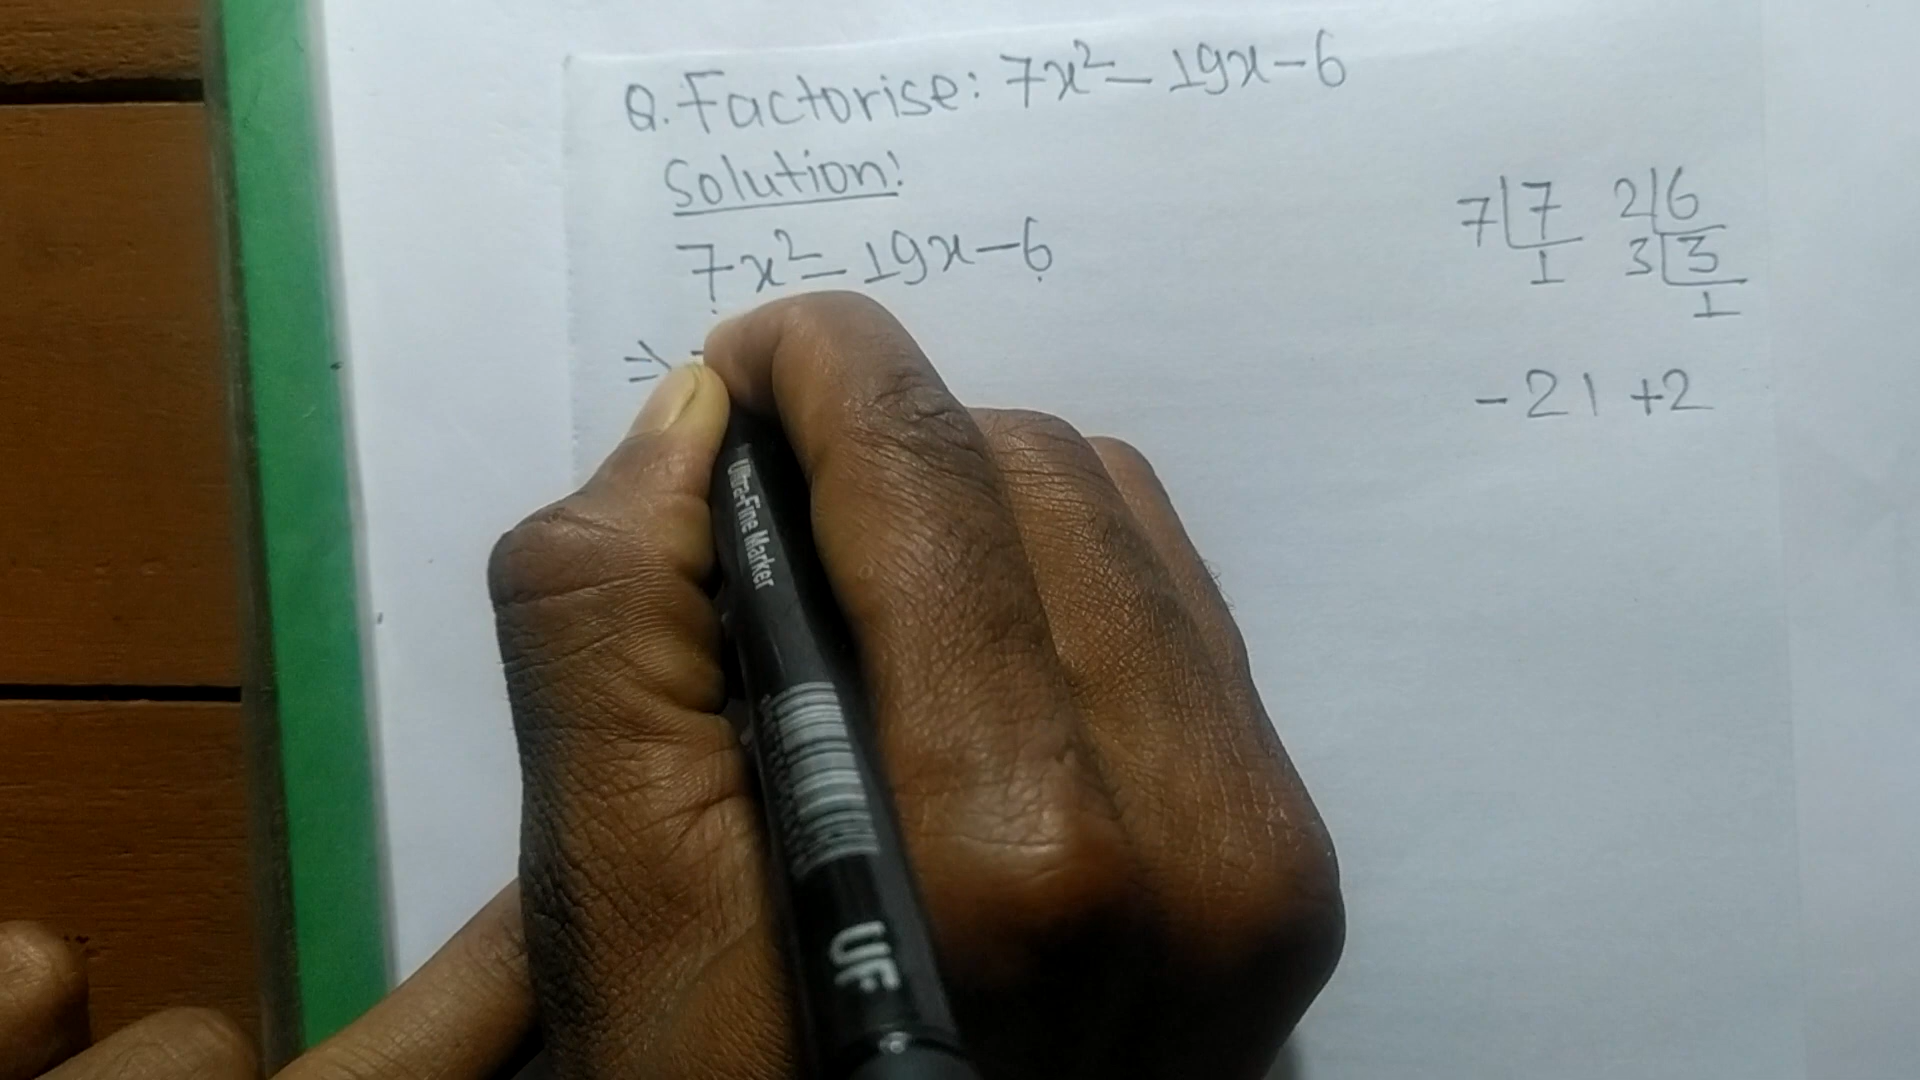 Q. Factorise: 7x² - 19x - 6
Solution:
7x² - 19x - 6
⇒
7 7 2 6
1 3 3
1
- 21 + 2
Ultra-Fine Marker
UF